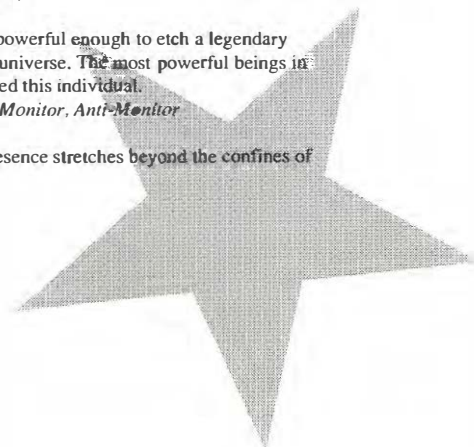 powerful enough to etch a legendary
universe. The most powerful beings in
ed this individual.
Monitor, Anti-Monitor
esence stretches beyond the confines of